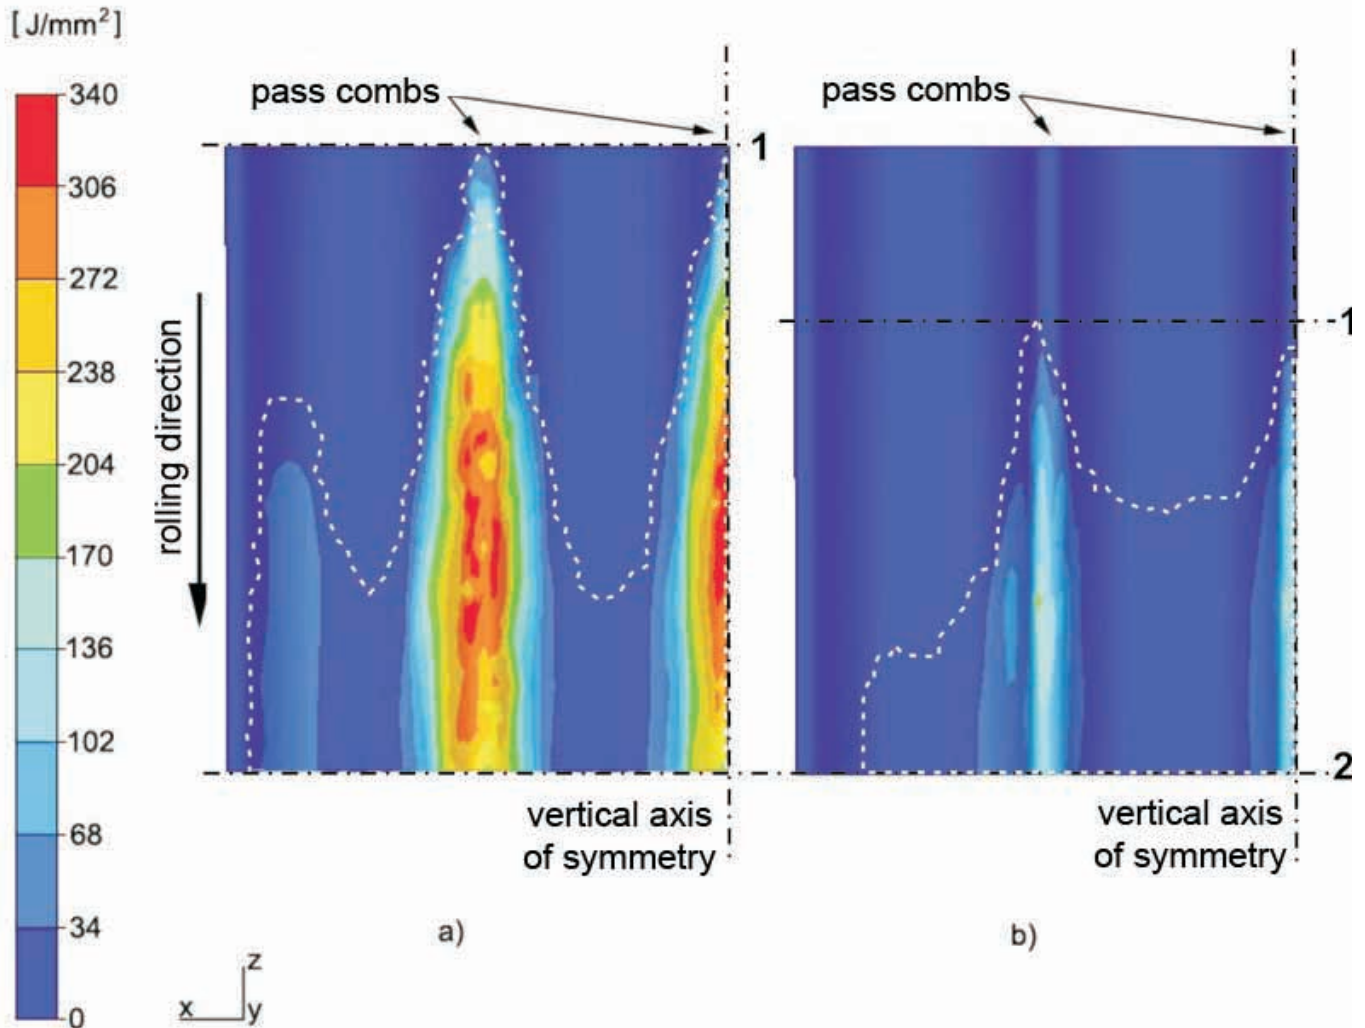 [ J/mm² ]
340
306
272
238
204
170
136
102
68
34
0
rolling direction
pass combs
1
vertical axis
of symmetry
a)
pass combs
1
2
vertical axis
of symmetry
b)
z
x
y